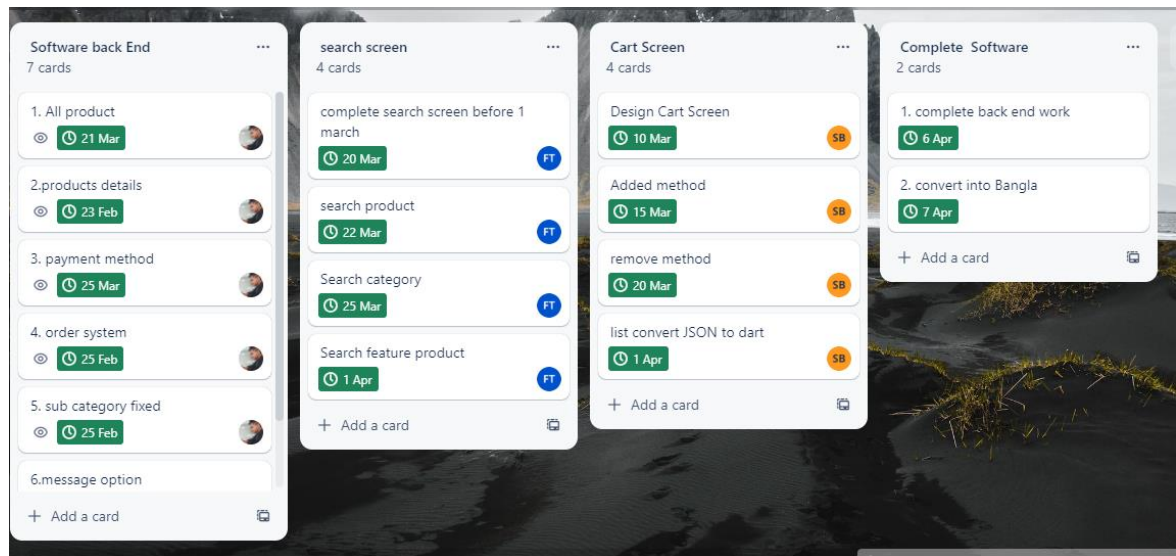 Software back End
7 cards
1. All product
21 Mar
2.products details
23 Feb
3. payment method
25 Mar
4. order system
25 Feb
5. sub category fixed
25 Feb
6.message option
+ Add a card
search screen
4 cards
complete search screen before 1
march
20 Mar
FT
search product
22 Mar
FT
Search category
25 Mar
FT
Search feature product
1 Apr
FT
+ Add a card
Cart Screen
4 cards
Design Cart Screen
10 Mar
SB
Added method
15 Mar
SB
remove method
20 Mar
SB
list convert JSON to dart
1 Apr
SB
+ Add a card
Complete Software
2 cards
1. complete back end work
6 Apr
2. convert into Bangla
7 Apr
+ Add a card